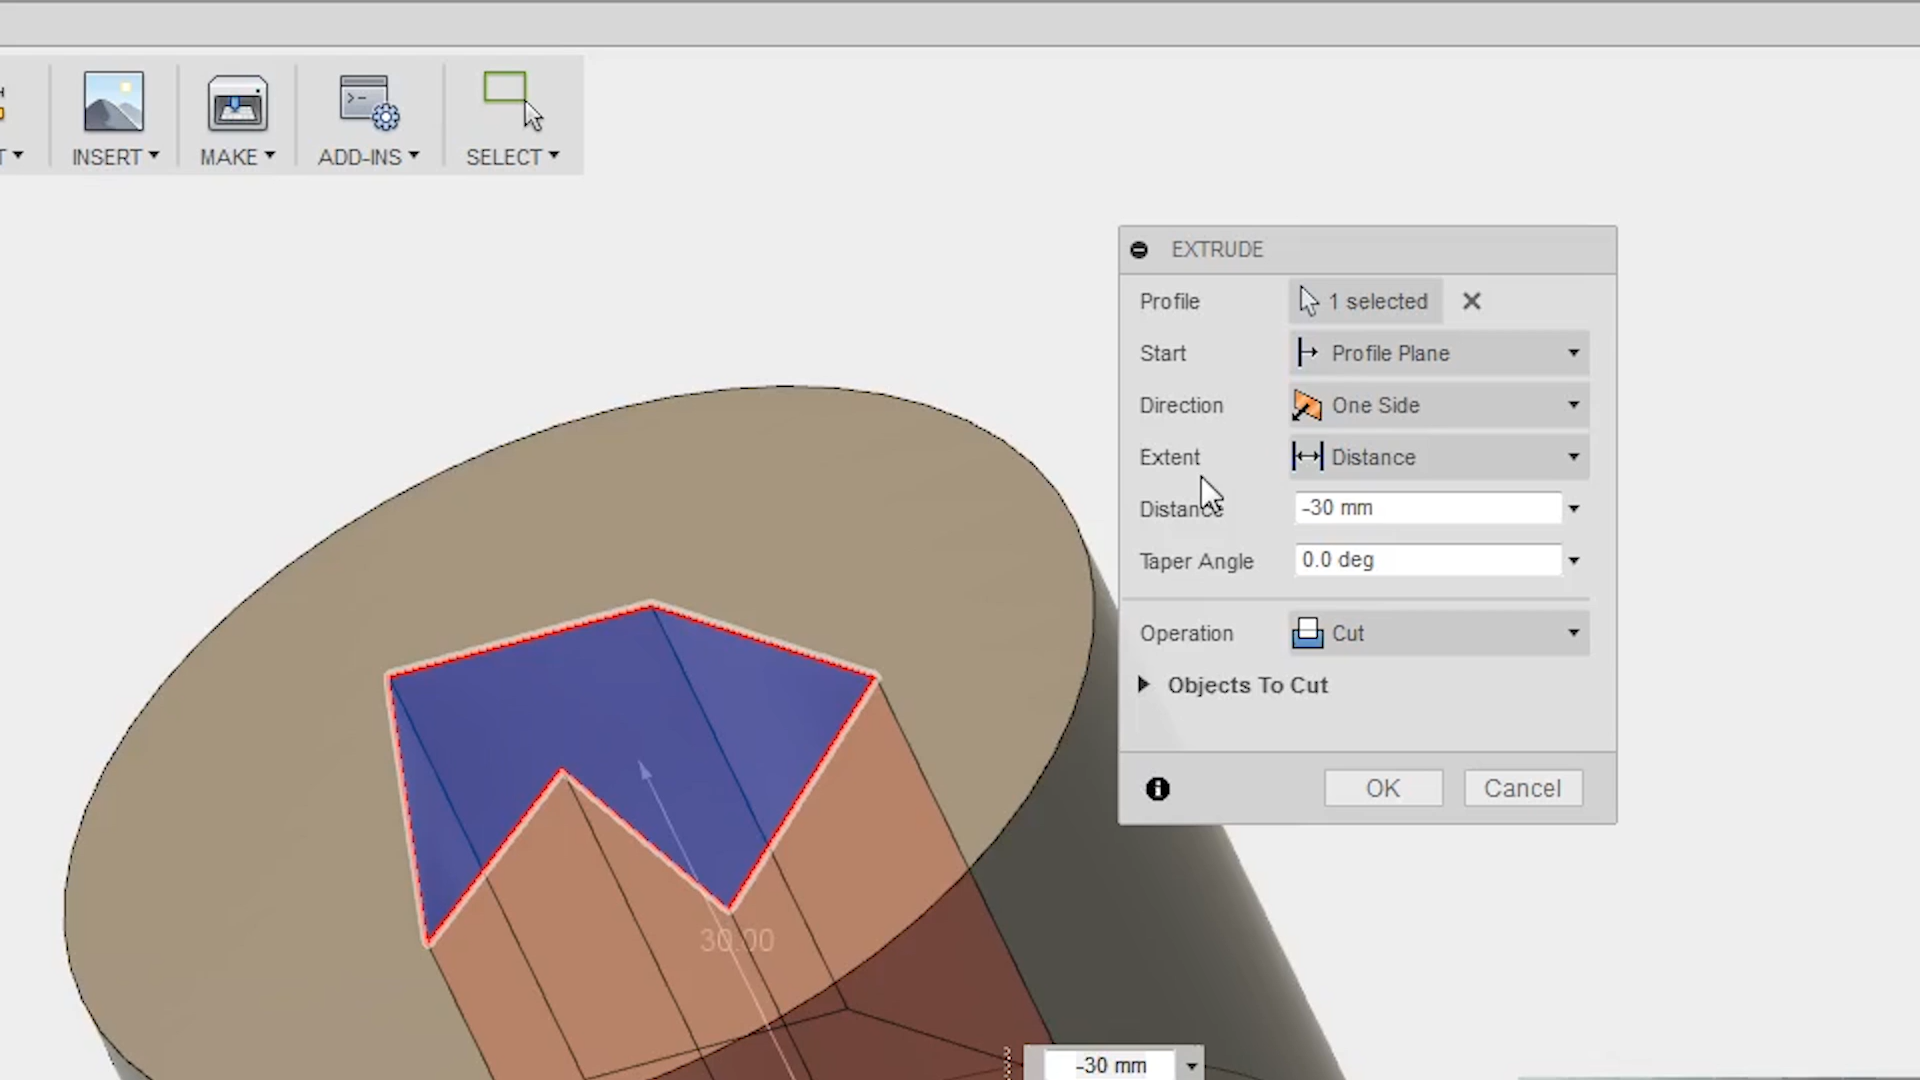 INSERT MAKE ADD-INS SELECT
EXTRUDE
Profile 1 selected
Start Profile Plane
Direction One Side
Extent Distance
Distance -30 mm
Taper Angle 0.0 deg
Operation Cut
Objects To Cut
OK Cancel
30.00
-30 mm